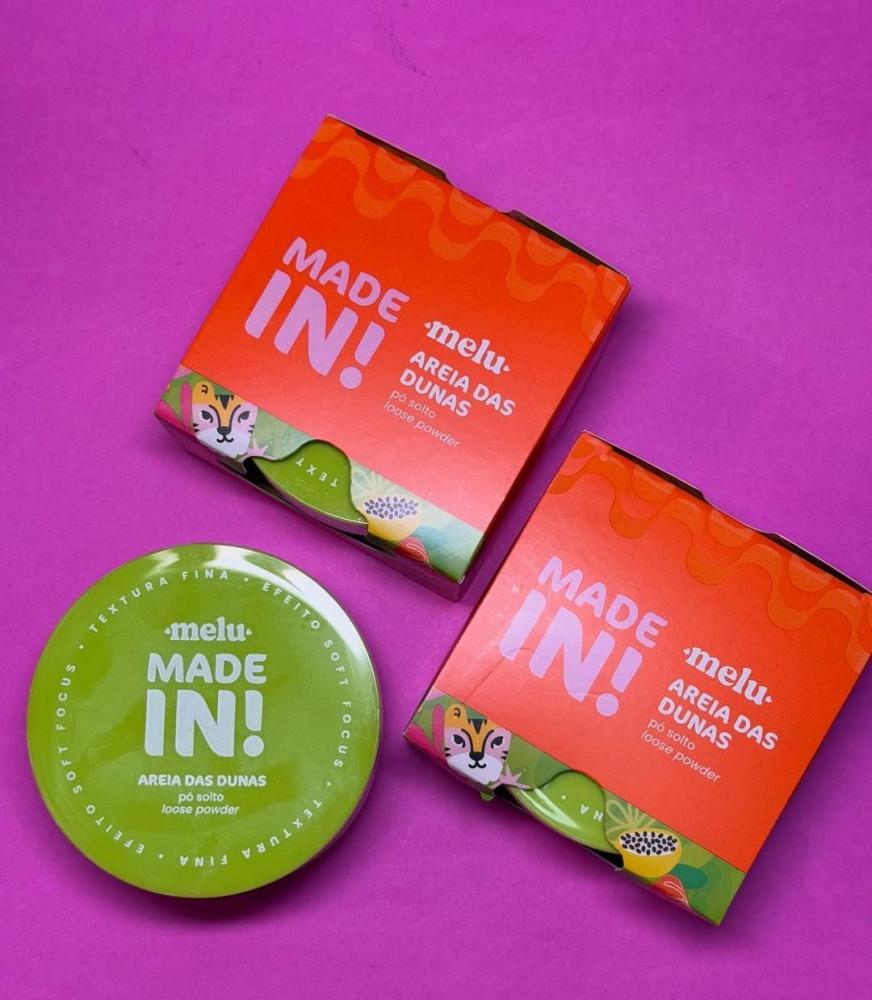 MADE
IN!
melu
AREIA DAS
DUNAS
pó solto
loose powder
TEXT
MADE
IN!
melu
AREIA DAS
DUNAS
pó solto
loose powder
NA •
EFEITO SOFT FOCUS • TEXTURA FINA • EFEITO SOFT FOCUS • TEXTURA FINA •
melu
MADE
IN!
AREIA DAS DUNAS
pó solto
loose powder